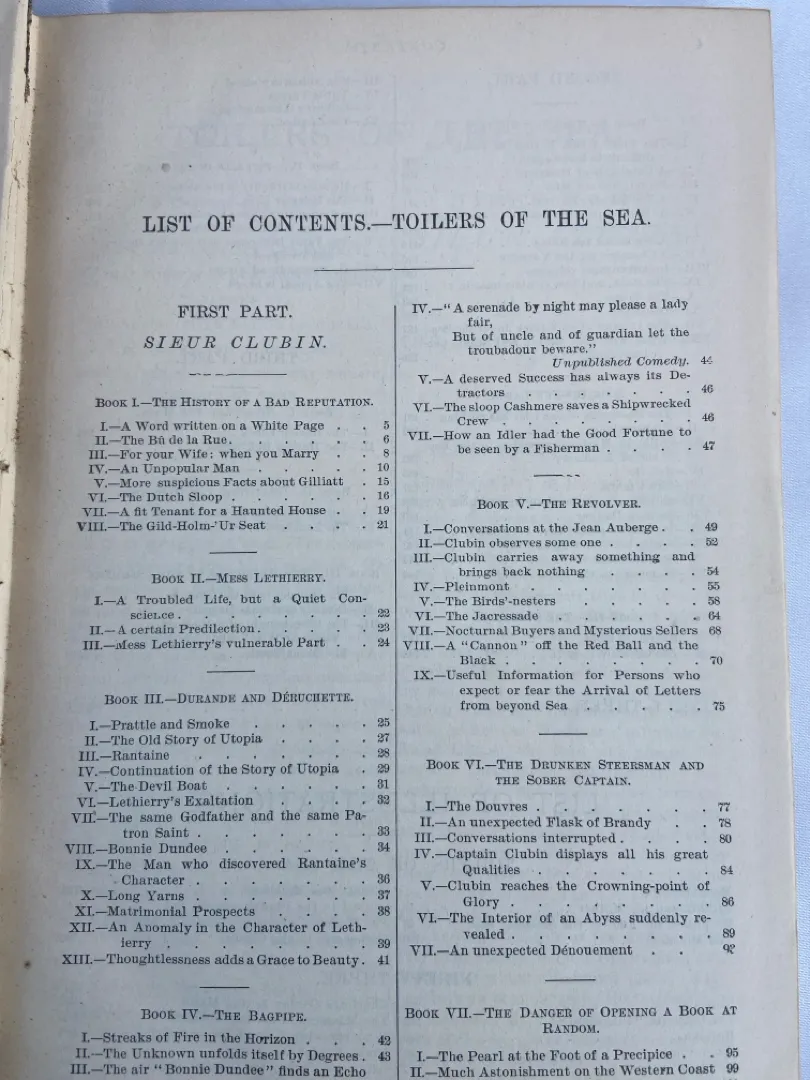 LIST OF CONTENTS.—TOILERS OF THE SEA.
FIRST PART.
SIEUR CLUBIN.
BOOK I.—THE HISTORY OF A BAD REPUTATION.
I.—A Word written on a White Page . . 5
II.—The Bû de la Rue. . . . . . 6
III.—For your Wife: when you Marry . . 8
IV.—An Unpopular Man . . . . 10
V.—More suspicious Facts about Gilliatt . 15
VI.—The Dutch Sloop . . . . . 16
VII.—A fit Tenant for a Haunted House . . 19
VIII.—The Gild-Holm-'Ur Seat . . . . 21
BOOK II.—MESS LETHIERRY.
I.—A Troubled Life, but a Quiet Con-
science . . . . . . . . 22
II.—A certain Predilection . . . . . 23
III.—Mess Lethierry's vulnerable Part . . 24
BOOK III.—DURANDE AND DÉRUCHETTE.
I.—Prattle and Smoke . . . . . 25
II.—The Old Story of Utopia . . . . 27
III.—Rantaine . . . . . . . 28
IV.—Continuation of the Story of Utopia . 29
V.—The Devil Boat . . . . . . 31
VI.—Lethierry's Exaltation . . . . 32
VII.—The same Godfather and the same Pa-
tron Saint . . . . . . . 33
VIII.—Bonnie Dundee . . . . . . 34
IX.—The Man who discovered Rantaine's
Character . . . . . . . 36
X.—Long Yarns . . . . . . 37
XI.—Matrimonial Prospects . . . . 38
XII.—An Anomaly in the Character of Leth-
ierry . . . . . . . . 39
XIII.—Thoughtlessness adds a Grace to Beauty . 41
BOOK IV.—THE BAGPIPE.
I.—Streaks of Fire in the Horizon . . . 42
II.—The Unknown unfolds itself by Degrees . 43
III.—The air "Bonnie Dundee" finds an Echo
IV.—"A serenade by night may please a lady
fair,
But of uncle and of guardian let the
troubadour beware."
Unpublished Comedy. 44
V.—A deserved Success has always its De-
tractors . . . . . . . 46
VI.—The sloop Cashmere saves a Shipwrecked
Crew . . . . . . . . 46
VII.—How an Idler had the Good Fortune to
be seen by a Fisherman . . . . 47
BOOK V.—THE REVOLVER.
I.—Conversations at the Jean Auberge . . 49
II.—Clubin observes some one . . . . 52
III.—Clubin carries away something and
brings back nothing . . . . 54
IV.—Pleinmont . . . . . . . 55
V.—The Birds'-nesters . . . . . 58
VI.—The Jacressade . . . . . . 64
VII.—Nocturnal Buyers and Mysterious Sellers 68
VIII.—A "Cannon" off the Red Ball and the
Black . . . . . . . . 70
IX.—Useful Information for Persons who
expect or fear the Arrival of Letters
from beyond Sea . . . . . 75
BOOK VI.—THE DRUNKEN STEERSMAN AND
THE SOBER CAPTAIN.
I.—The Douvres . . . . . . . 77
II.—An unexpected Flask of Brandy . . 78
III.—Conversations interrupted . . . . 80
IV.—Captain Clubin displays all his great
Qualities . . . . . . . 84
V.—Clubin reaches the Crowning-point of
Glory . . . . . . . . 86
VI.—The Interior of an Abyss suddenly re-
vealed . . . . . . . . 89
VII.—An unexpected Dénouement . . 92
BOOK VII.—THE DANGER OF OPENING A BOOK AT
RANDOM.
I.—The Pearl at the Foot of a Precipice . . 95
II.—Much Astonishment on the Western Coast 99